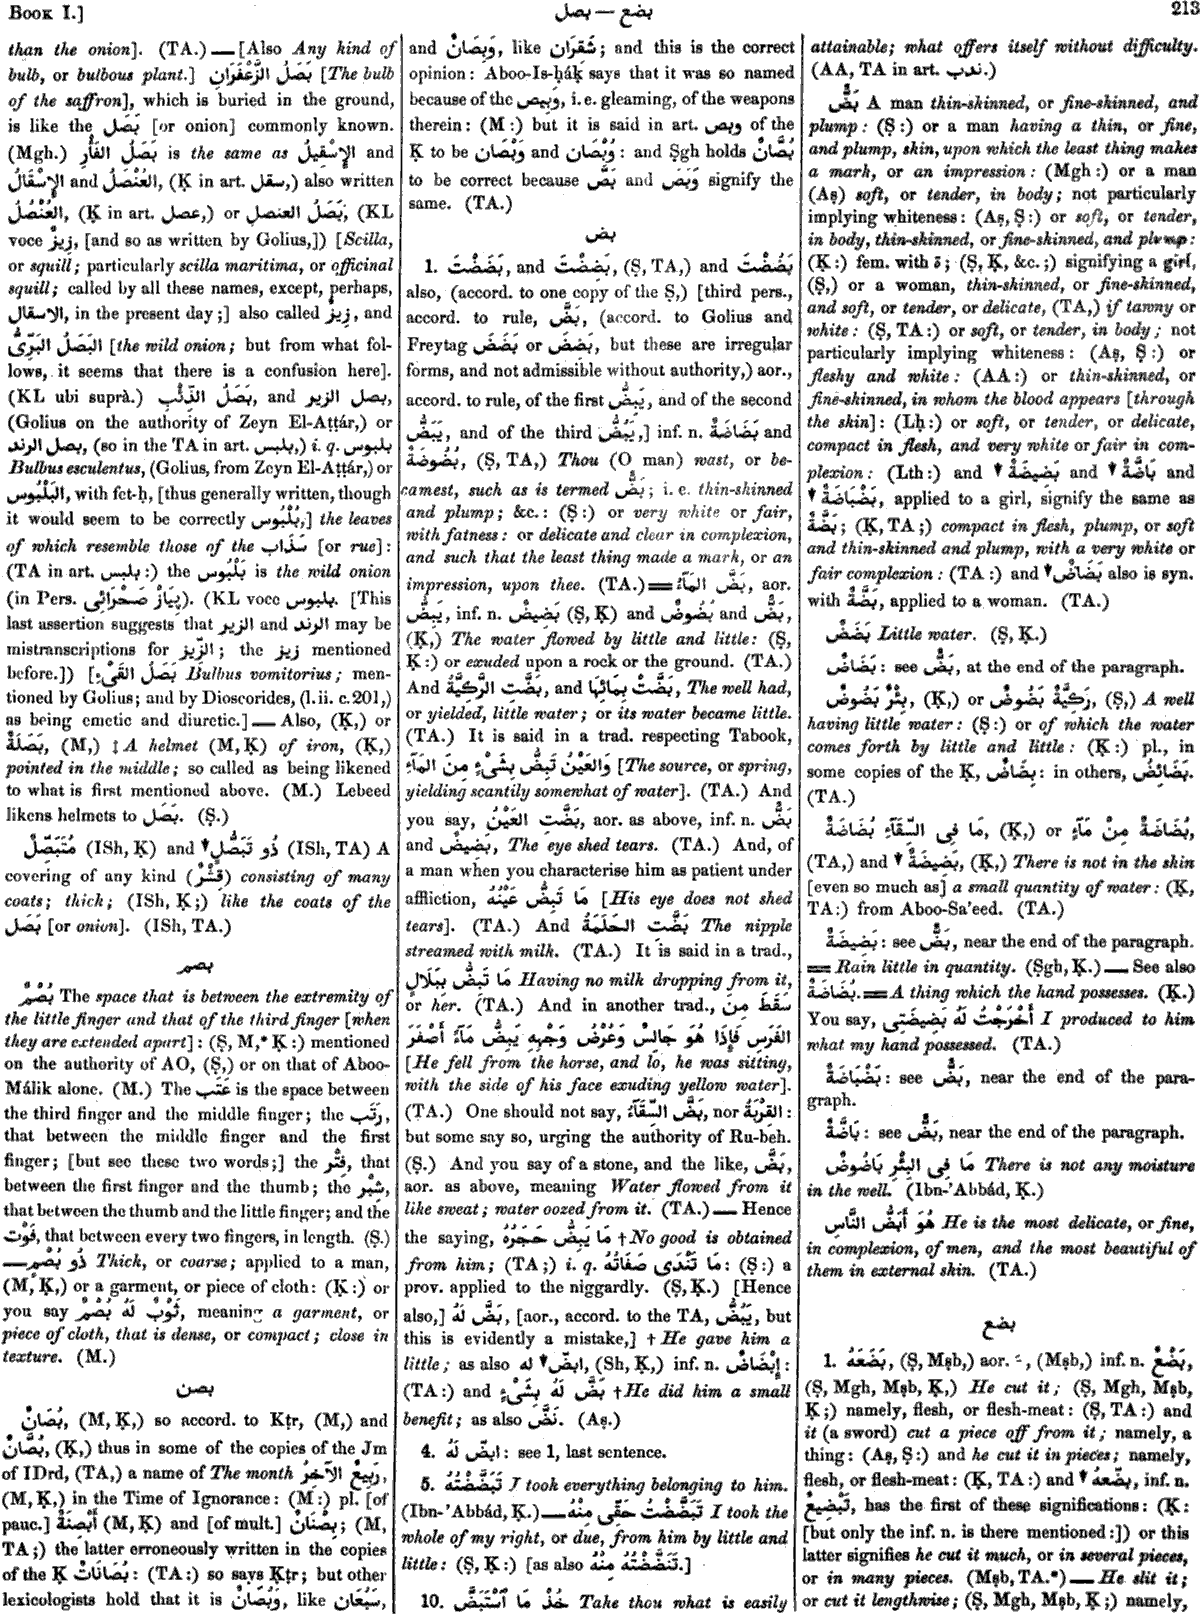 Book I.]
بضع — بصل
213
than the onion]. (TA.) — [Also Any kind of
bulb, or bulbous plant.] بَصَلُ الزَّعْفَرَانِ [The bulb
of the saffron], which is buried in the ground,
is like the بَصَل [or onion] commonly known.
(Mgh.) بَصَلُ الفَأْرِ is the same as الإِسْقِيلُ and
الإِسْقَالُ and العُنْصَلُ, (Ḳ in art. سقل,) also written
العُنْصُلُ, (Ḳ in art. عصل,) or بَصَلُ العنصل; (KL
voce زِيزٌ, [and so as written by Golius,]) [Scilla,
or squill; particularly scilla maritima, or officinal
squill; called by all these names, except, perhaps,
الاسقال, in the present day;] also called زِيزٌ, and
البَصَلُ البَرِّىُّ [the wild onion; but from what fol-
lows, it seems that there is a confusion here].
(KL ubi suprà.) بَصَلُ الذِّئْبِ, and بصل الزير,
(Golius on the authority of Zeyn El-Aṭṭár,) or
بصل الرند, (so in the TA in art. بلبس,) i. q. بلبوس
Bulbus esculentus, (Golius, from Zeyn El-Aṭṭár,) or
البَلْبُوس, with fet-ḥ, [thus generally written, though
it would seem to be correctly بُلْبُوس,] the leaves
of which resemble those of the سَذَاب [or rue]:
(TA in art. بلبس:) the بَلْبُوس is the wild onion
(in Pers. پِيَازْ صَحْرَائِى). (KL voce بلبوس. [This
last assertion suggests that الزير and الرند may be
mistranscriptions for الزِّيز; the زيز mentioned
before.]) [بَصَلُ القَىْءِ Bulbus vomitorius; men-
tioned by Golius; and by Dioscorides, (l. ii. c. 201,)
as being emetic and diuretic.] — Also, (Ḳ,) or
بَصَلَةٌ, (M,) ‡ A helmet (M, Ḳ) of iron, (Ḳ,)
pointed in the middle; so called as being likened
to what is first mentioned above. (M.) Lebeed
likens helmets to بَصَل. (Ṣ.)
مُتَبَصِّلٌ (ISh, Ḳ) and ذُو تَبَصُّلٍ (ISh, TA) A
covering of any kind (قِشْرٌ) consisting of many
coats; thick; (ISh, Ḳ;) like the coats of the
بَصَل [or onion]. (ISh, TA.)
بصم
بُصْمٌ The space that is between the extremity of
the little finger and that of the third finger [when
they are extended apart]: (Ṣ, M,* Ḳ:) mentioned
on the authority of AO, (Ṣ,) or on that of Aboo-
Málik alone. (M.) The عَتَب is the space between
the third finger and the middle finger; the رَتَب,
that between the middle finger and the first
finger; [but see these two words;] the فِتْر, that
between the first finger and the thumb; the شِبْر,
that between the thumb and the little finger; and the
فَوْت, that between every two fingers, in length. (Ṣ.)
— ذُو بُصْمٍ Thick, or coarse; applied to a man,
(M, Ḳ,) or a garment, or piece of cloth: (Ḳ:) or
you say ثَوْبٌ لَهُ بُصْمٌ, meaning a garment, or
piece of cloth, that is dense, or compact; close in
texture. (M.)
بصن
بُصَانُ, (M, Ḳ,) so accord. to Ḳṭr, (M,) and
بُصَّانُ, (Ḳ,) thus in some of the copies of the Jm
of IDrd, (TA,) a name of The month رَبِيعٌ الآخِرُ,
(M, Ḳ,) in the Time of Ignorance: (M:) pl. [of
pauc.] أَبْصِنَةٌ (M, Ḳ) and [of mult.] بِصْنَانٌ; (M,
TA;) the latter erroneously written in the copies
of the Ḳ بُصَانَاتٌ: (TA:) so says Ḳṭr; but other
lexicologists hold that it is وَبُصَّانُ, like سَبُعَان,
and وَبِصَانُ, like شَقِرَان; and this is the correct
opinion: Aboo-Is-ḥáḳ says that it was so named
because of the وَبِيص, i. e. gleaming, of the weapons
therein: (M:) but it is said in art. وبص of the
Ḳ to be وَبْصَان and وُبْصَان: and Ṣgh holds بُصَّانُ
to be correct because بَصَّ and وَبَصَ signify the
same. (TA.)
بض
1. بَضُضْتَ, and بَضِضْتَ, (Ṣ, TA,) and بَضَضْتَ
also, (accord. to one copy of the Ṣ,) [third pers.,
accord. to rule, بَضَّ, (accord. to Golius and
Freytag بَضُضَ or بَضِضَ, but these are irregular
forms, and not admissible without authority,) aor.,
accord. to rule, of the first يَبِضُّ, and of the second
يَبَضُّ, and of the third يَبُضُّ,] inf. n. بَضَاضَةٌ and
بُضُوضَةٌ, (Ṣ, TA,) Thou (O man) wast, or be-
camest, such as is termed بَضّ; i. e. thin-skinned
and plump; &c.: (Ṣ:) or very white or fair,
with fatness: or delicate and clear in complexion,
and such that the least thing made a mark, or an
impression, upon thee. (TA.) = بَضَّ المَآءُ, aor.
يَبِضُّ, inf. n. بَضِيضٌ (Ṣ, Ḳ) and بُضُوضٌ and بَضٌّ,
(Ḳ,) The water flowed by little and little: (Ṣ,
Ḳ:) or exuded upon a rock or the ground. (TA.)
And بَضَّتِ الرَّكِيَّةُ, and بَضَّتْ بِمَائِهَا, The well had,
or yielded, little water; or its water became little.
(TA.) It is said in a trad. respecting Tabook,
وَالعَيْنُ تَبِضُّ بِشَىْءٍ مِنَ المَآءِ [The source, or spring,
yielding scantily somewhat of water]. (TA.) And
you say, بَضَّتِ العَيْنُ, aor. as above, inf. n. بَضٌّ
and بَضِيضٌ, The eye shed tears. (TA.) And, of
a man when you characterise him as patient under
affliction, مَا تَبِضُّ عَيْنُهُ [His eye does not shed
tears]. (TA.) And بَضَّتِ الحَلَمَةُ The nipple
streamed with milk. (TA.) It is said in a trad.,
مَا تَبِضُّ بِبِلَالٍ Having no milk dropping from it,
or her. (TA.) And in another trad., سَقَطَ مِنَ
الفَرَسِ فَإِذَا هُوَ جَالِسٌ وَعُرْضُ وَجْهِهِ يَبِضُّ مَآءً أَصْفَرَ
[He fell from the horse, and lo, he was sitting,
with the side of his face exuding yellow water].
(TA.) One should not say, بَضَّ السِّقَآءُ, nor القِرْبَةُ:
but some say so, urging the authority of Ru-beh.
(Ṣ.) And you say of a stone, and the like, بَضَّ,
aor. as above, meaning Water flowed from it
like sweat; water oozed from it. (TA.) — Hence
the saying, مَا يَبِضُّ حَجَرُهُ † No good is obtained
from him; (TA;) i. q. مَا تَنْدَى صَفَاتُهُ: (Ṣ:) a
prov. applied to the niggardly. (Ṣ, Ḳ.) [Hence
also,] بَضَّ لَهُ, [aor., accord. to the TA, يَبُضُّ, but
this is evidently a mistake,] † He gave him a
little; as also ابضّ له, (Sh, Ḳ,) inf. n. إِبْضَاضٌ:
(TA:) and بَضَّ لَهُ بِشَىْءٍ † He did him a small
benefit; as also نَضَّ. (Aṣ.)
4. ابضّ لَهُ: see 1, last sentence.
5. تَبَضَّضْتُهُ I took everything belonging to him.
(Ibn-'Abbád, Ḳ.) — تَبَضَّضْتُ حَقِّى مِنْهُ I took the
whole of my right, or due, from him by little and
little: (Ṣ, Ḳ:) [as also تَنَضَّضْتُهُ مِنْهُ.]
10. خُذْ مَا ٱسْتَبَضَّ Take thou what is easily
attainable; what offers itself without difficulty.
(AA, TA in art. ندب.)
بَضٌّ A man thin-skinned, or fine-skinned, and
plump: (Ṣ:) or a man having a thin, or fine,
and plump, skin, upon which the least thing makes
a mark, or an impression: (Mgh:) or a man
(Aṣ) soft, or tender, in body; not particularly
implying whiteness: (Aṣ, Ṣ:) or soft, or tender,
in body, thin-skinned, or fine-skinned, and plump:
(Ḳ:) fem. with ة; (Ṣ, Ḳ, &c.;) signifying a girl,
(Ṣ,) or a woman, thin-skinned, or fine-skinned,
and soft, or tender, or delicate, (TA,) if tawny or
white: (Ṣ, TA:) or soft, or tender, in body; not
particularly implying whiteness: (Aṣ, Ṣ:) or
fleshy and white: (AA:) or thin-skinned, or
fine-skinned, in whom the blood appears [through
the skin]: (Lḥ:) or soft, or tender, or delicate,
compact in flesh, and very white or fair in com-
plexion: (Lth:) and بَضِيضَةٌ and بَاضَّةٌ and
بَضْبَاضَةٌ, applied to a girl, signify the same as
بَضَّةٌ; (Ḳ, TA;) compact in flesh, plump, or soft
and thin-skinned and plump, with a very white or
fair complexion: (TA:) and بَضَاضٌ also is syn.
with بَضَّةٌ, applied to a woman. (TA.)
بَضَضٌ Little water. (Ṣ, Ḳ.)
بَضَاضٌ: see بَضٌّ, at the end of the paragraph.
بِئْرٌ بَضُوضٌ, (Ḳ,) or رَكِيَّةٌ بَضُوضٌ, (Ṣ,) A well
having little water: (Ṣ:) or of which the water
comes forth by little and little: (Ḳ:) pl., in
some copies of the Ḳ, بِضَاضٌ: in others, بَضَائِضُ.
(TA.)
مَا فِى السِّقَآءِ بُضَاضَةٌ, (Ḳ,) or بُضَاضَةٌ مِنْ مَآءٍ,
(TA,) and بَضِيضَةٌ, (Ḳ,) There is not in the skin
[even so much as] a small quantity of water: (Ḳ,
TA:) from Aboo-Sa'eed. (TA.)
بَضِيضَةٌ: see بَضٌّ, near the end of the paragraph.
= Rain little in quantity. (Ṣgh, Ḳ.) — See also
بُضَاضَةٌ. = A thing which the hand possesses. (Ḳ.)
You say, أَخْرَجْتُ لَهُ بَضِيضَتِى I produced to him
what my hand possessed. (TA.)
بَضْبَاضَةٌ: see بَضٌّ, near the end of the para-
graph.
بَاضَّةٌ: see بَضٌّ, near the end of the paragraph.
مَا فِى البِئْرِ بَاضُوضٌ There is not any moisture
in the well. (Ibn-'Abbád, Ḳ.)
هُوَ أَبَضُّ النَّاسِ He is the most delicate, or fine,
in complexion, of men, and the most beautiful of
them in external skin. (TA.)
بضع
1. بَضَعَهُ, (Ṣ, Mṣb,) aor. ـَ, (Mṣb,) inf. n. بَضْعٌ,
(Ṣ, Mgh, Mṣb, Ḳ,) He cut it; (Ṣ, Mgh, Mṣb,
Ḳ;) namely, flesh, or flesh-meat: (Ṣ, TA:) and
it (a sword) cut a piece off from it; namely, a
thing: (Aṣ, Ṣ:) and he cut it in pieces; namely,
flesh, or flesh-meat: (Ḳ, TA:) and بضّعهُ, inf. n.
تَبْضِيعٌ, has the first of these significations: (Ḳ:
[but only the inf. n. is there mentioned:]) or this
latter signifies he cut it much, or in several pieces,
or in many pieces. (Mṣb, TA.*) — He slit it;
or cut it lengthwise; (Ṣ, Mgh, Mṣb, Ḳ;) namely,